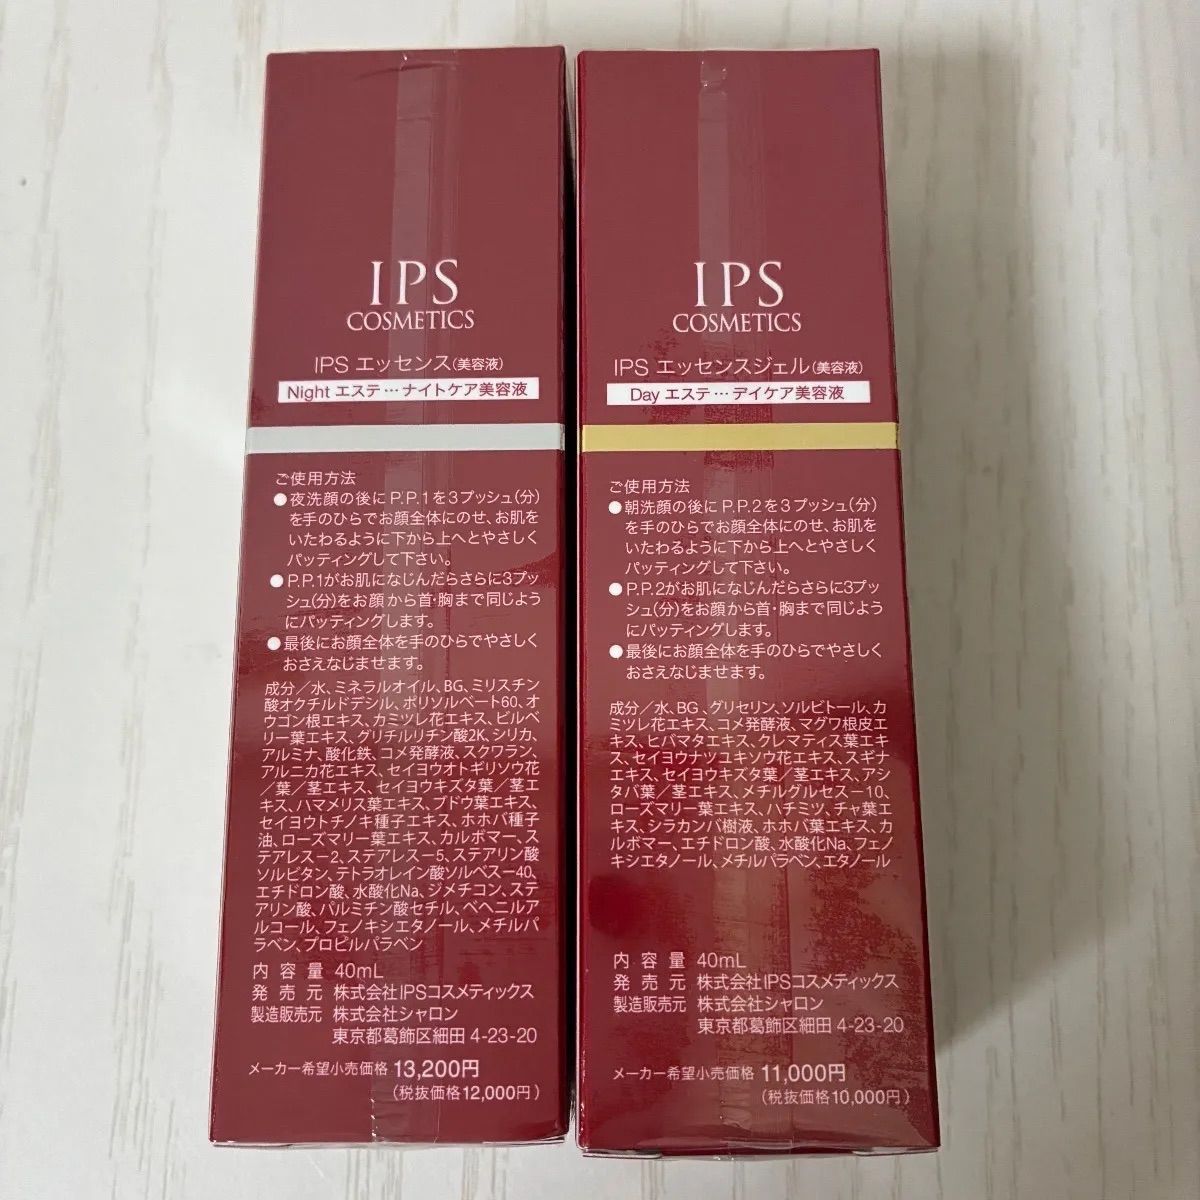 IPS
COSMETICS
IPS エッセンス(美容液)
Night エステ…ナイトケア美容液
ご使用方法
●夜洗顔の後にP.P.1を3プッシュ(分)
を手のひらでお顔全体にのせ、お肌を
いたわるように下から上へとやさしく
パッティングして下さい。
●P.P.1がお肌になじんだらさらに3プッ
シュ(分)をお顔から首・胸まで同じよう
にパッティングします。
●最後にお顔全体を手のひらでやさしく
おさえなじませます。
成分/水、ミネラルオイル、BG、ミリスチン
酸オクチルドデシル、ポリソルベート60、オ
ウゴン根エキス、カミツレ花エキス、ビルベ
リー葉エキス、グリチルリチン酸2K、シリカ、
アルミナ、酸化鉄、コメ発酵液、スクワラン、
アルニカ花エキス、セイヨウオトギリソウ花
/葉/茎エキス、セイヨウキズタ葉/茎エ
キス、ハマメリス葉エキス、ブドウ葉エキス、
セイヨウトチノキ種子エキス、ホホバ種子
油、ローズマリー葉エキス、カルボマー、ス
テアレス－2、ステアレス－5、ステアリン酸
ソルビタン、テトラオレイン酸ソルベス－40、
エチドロン酸、水酸化Na、ジメチコン、ステ
アリン酸、パルミチン酸セチル、ベヘニルア
ルコール、フェノキシエタノール、メチルパ
ラベン、プロピルパラベン
内容量 40mL
発売元 株式会社IPSコスメティックス
製造販売元 株式会社シャロン
東京都葛飾区細田 4-23-20
メーカー希望小売価格 13,200円
(税抜価格12,000円)
IPS
COSMETICS
IPS エッセンスジェル(美容液)
Day エステ…デイケア美容液
ご使用方法
●朝洗顔の後にP.P.2を3プッシュ(分)
を手のひらでお顔全体にのせ、お肌を
いたわるように下から上へとやさしく
パッティングして下さい。
●P.P.2がお肌になじんだらさらに3プッ
シュ(分)をお顔から首・胸まで同じよう
にパッティングします。
●最後にお顔全体を手のひらでやさしく
おさえなじませます。
成分/水、BG、グリセリン、ソルビトール、カ
ミツレ花エキス、コメ発酵液、マグワ根皮エ
キス、ヒバマタエキス、クレマティス葉エキ
ス、セイヨウナツユキソウ花エキス、スギナ
エキス、セイヨウキズタ葉/茎エキス、アシ
タバ葉/茎エキス、メチルグルセス－10、
ローズマリー葉エキス、ハチミツ、チャ葉エ
キス、シラカンバ樹液、ホホバ葉エキス、カ
ルボマー、エチドロン酸、水酸化Na、フェノ
キシエタノール、メチルパラベン、エタノール
内容量 40mL
発売元 株式会社IPSコスメティックス
製造販売元 株式会社シャロン
東京都葛飾区細田 4-23-20
メーカー希望小売価格 11,000円
(税抜価格10,000円)